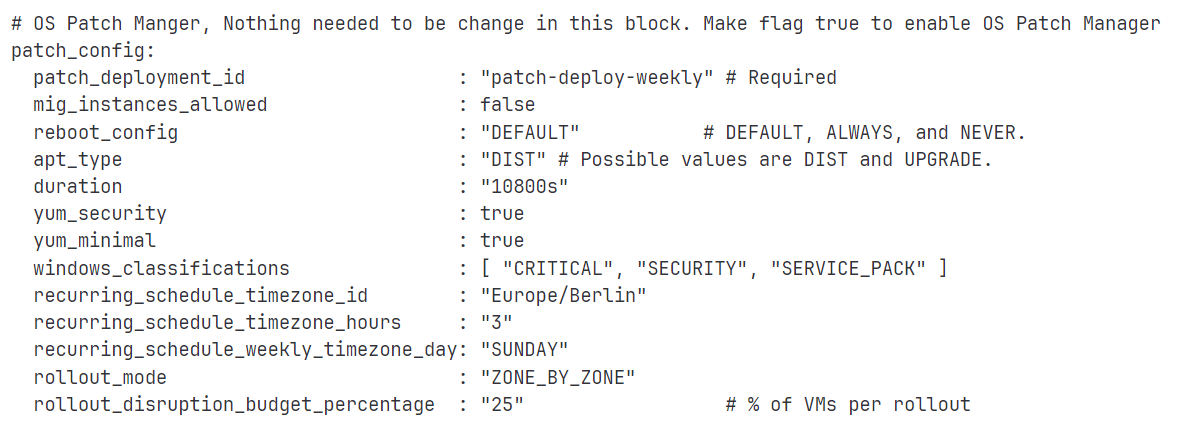 # OS Patch Manger, Nothing needed to be change in this block. Make flag true to enable OS Patch Manager
patch_config:
  patch_deployment_id                   : "patch-deploy-weekly" # Required
  mig_instances_allowed                 : false
  reboot_config                         : "DEFAULT"           # DEFAULT, ALWAYS, and NEVER.
  apt_type                              : "DIST" # Possible values are DIST and UPGRADE.
  duration                              : "10800s"
  yum_security                          : true
  yum_minimal                           : true
  windows_classifications               : [ "CRITICAL", "SECURITY", "SERVICE_PACK" ]
  recurring_schedule_timezone_id        : "Europe/Berlin"
  recurring_schedule_timezone_hours     : "3"
  recurring_schedule_weekly_timezone_day: "SUNDAY"
  rollout_mode                          : "ZONE_BY_ZONE"
  rollout_disruption_budget_percentage  : "25"                  # % of VMs per rollout